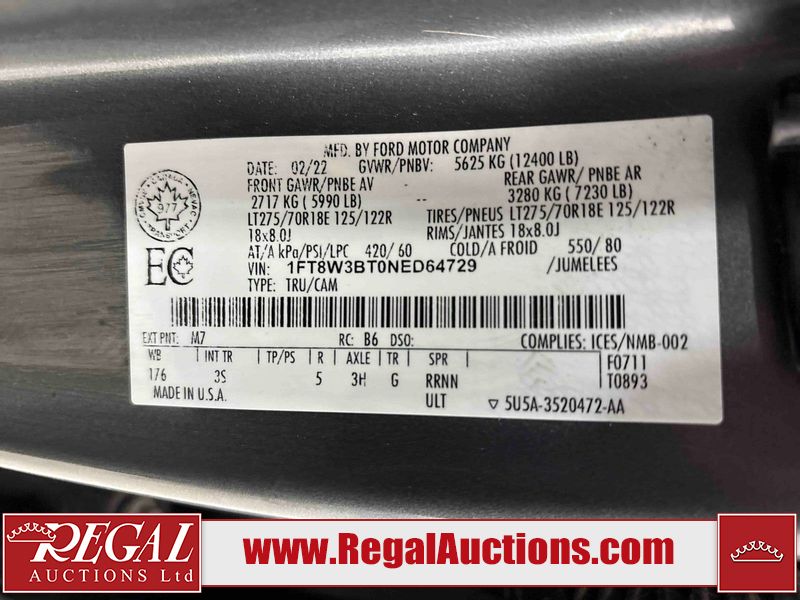 MFD. BY FORD MOTOR COMPANY
DATE: 02/22 GVWR/PNBV: 5625 KG (12400 LB)
FRONT GAWR/PNBE AV REAR GAWR/ PNBE AR
2717 KG ( 5990 LB) 3280 KG ( 7230 LB)
LT275/70R18E 125/122R TIRES/PNEUS LT275/70R18E 125/122R
18x8.0J RIMS/JANTES 18x8.0J
AT/A kPa/PSI/LPC 420/ 60 COLD/A FROID 550/ 80
VIN: 1FT8W3BT0NED64729 /JUMELEES
TYPE: TRU/CAM
CANADA
TRANSPORT
977
EC
EXT PNT: M7 RC: B6 DSO: COMPLIES: ICES/NMB-002
WB INT TR TP/PS R AXLE TR SPR F0711
176 3S 5 3H G RRNN T0893
MADE IN U.S.A. ULT 5U5A-3520472-AA
REGAL
AUCTIONS Ltd
www.RegalAuctions.com